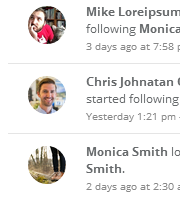 Mike Loreipsum
following Monica
3 days ago at 7:58 p
Chris Johnatan
started following
Yesterday 1:21 pm -
Monica Smith lo
Smith.
2 days ago at 2:30 a